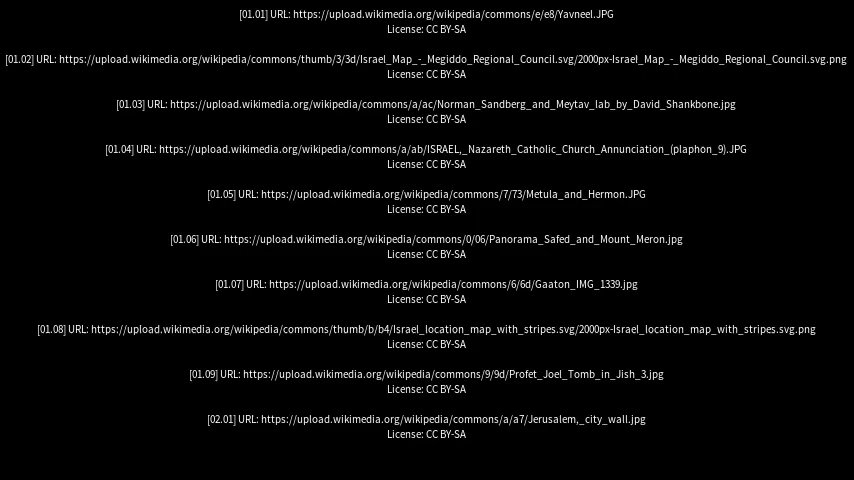 [01.01] URL: https://upload.wikimedia.org/wikipedia/commons/e/e8/Yavneel.JPG
License: CC BY-SA
[01.02] URL: https://upload.wikimedia.org/wikipedia/commons/thumb/3/3d/Israel_Map_-_Megiddo_Regional_Council.svg/2000px-Israel_Map_-_Megiddo_Regional_Council.svg.png
License: CC BY-SA
[01.03] URL: https://upload.wikimedia.org/wikipedia/commons/a/ac/Norman_Sandberg_and_Meytav_lab_by_David_Shankbone.jpg
License: CC BY-SA
[01.04] URL: https://upload.wikimedia.org/wikipedia/commons/a/ab/ISRAEL,_Nazareth_Catholic_Church_Annunciation_(plaphon_9).JPG
License: CC BY-SA
[01.05] URL: https://upload.wikimedia.org/wikipedia/commons/7/73/Metula_and_Hermon.JPG
License: CC BY-SA
[01.06] URL: https://upload.wikimedia.org/wikipedia/commons/0/06/Panorama_Safed_and_Mount_Meron.jpg
License: CC BY-SA
[01.07] URL: https://upload.wikimedia.org/wikipedia/commons/6/6d/Gaaton_IMG_1339.jpg
License: CC BY-SA
[01.08] URL: https://upload.wikimedia.org/wikipedia/commons/thumb/b/b4/Israel_location_map_with_stripes.svg/2000px-Israel_location_map_with_stripes.svg.png
License: CC BY-SA
[01.09] URL: https://upload.wikimedia.org/wikipedia/commons/9/9d/Profet_Joel_Tomb_in_Jish_3.jpg
License: CC BY-SA
[02.01] URL: https://upload.wikimedia.org/wikipedia/commons/a/a7/Jerusalem,_city_wall.jpg
License: CC BY-SA